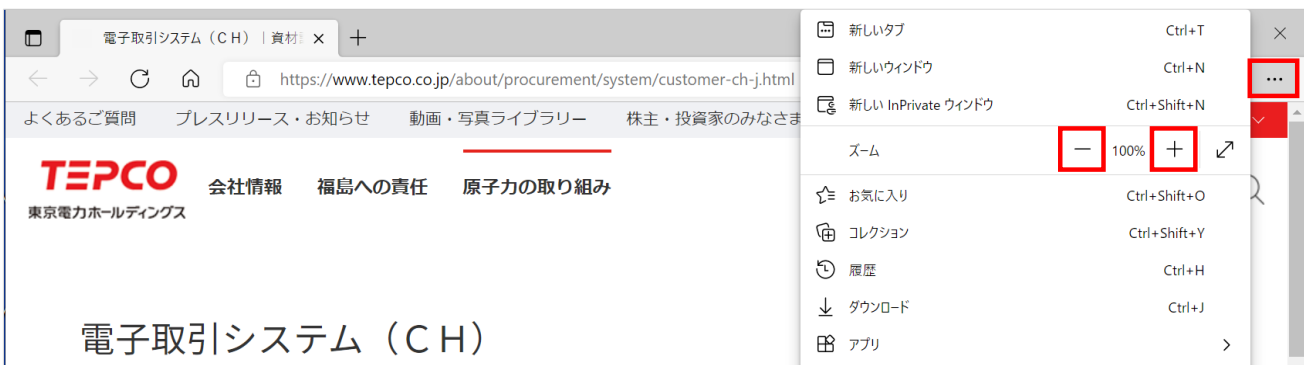 電子取引システム（ＣＨ）｜資材
https://www.tepco.co.jp/about/procurement/system/customer-ch-j.html
よくあるご質問 プレスリリース・お知らせ 動画・写真ライブラリー 株主・投資家のみなさま
TEPCO
東京電力ホールディングス
会社情報 福島への責任 原子力の取り組み
電子取引システム（ＣＨ）
新しいタブ Ctrl+T
新しいウィンドウ Ctrl+N
新しい InPrivate ウィンドウ Ctrl+Shift+N
ズーム － 100% ＋
お気に入り Ctrl+Shift+O
コレクション Ctrl+Shift+Y
履歴 Ctrl+H
ダウンロード Ctrl+J
アプリ